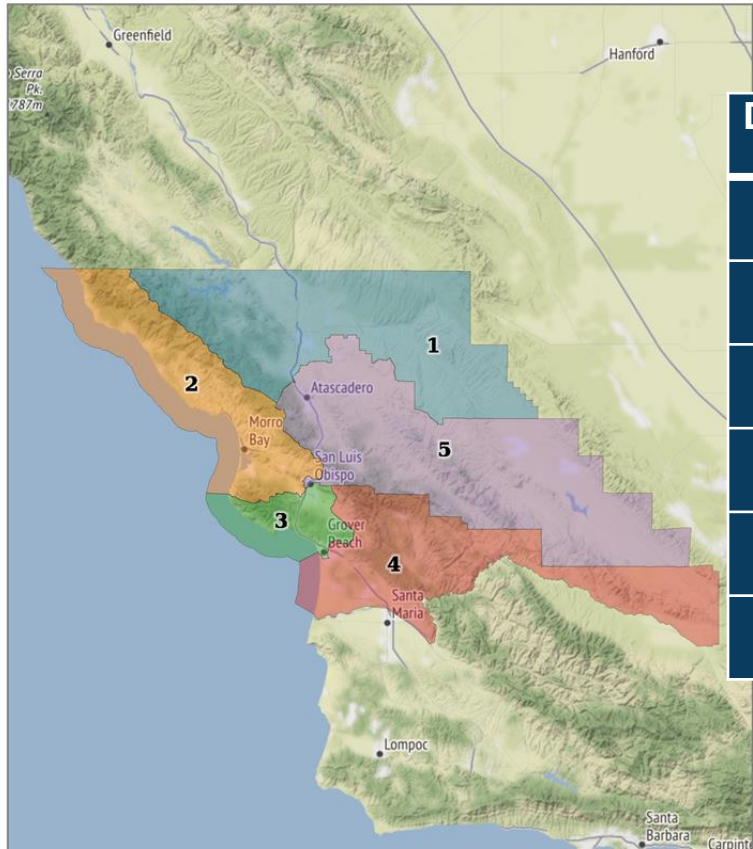 Greenfield
Hanford
Serra
Pk.
787m
1
2
Atascadero
Morro
Bay
5
San Luis
Obispo
3
Grover
Beach
4
Santa
Maria
Lompoc
Santa
Barbara
Carpint